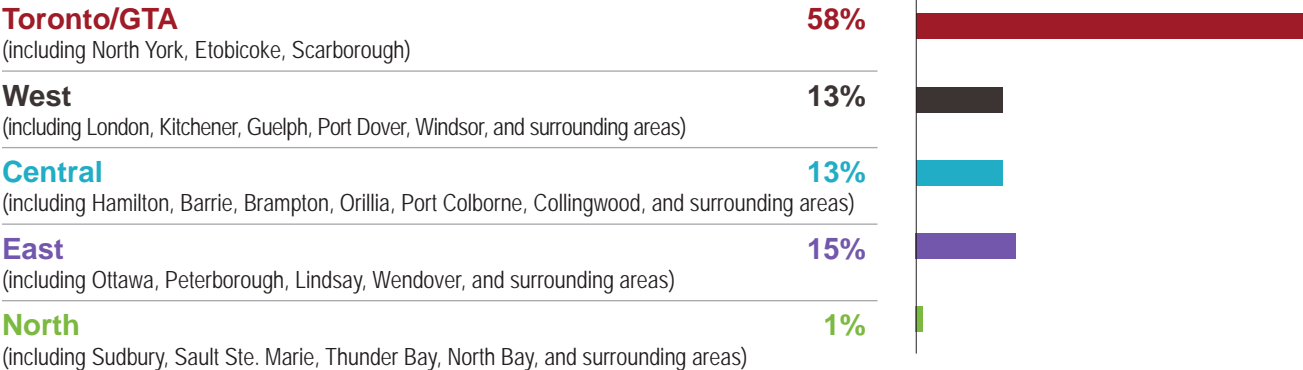 Toronto/GTA 58%
(including North York, Etobicoke, Scarborough)
West 13%
(including London, Kitchener, Guelph, Port Dover, Windsor, and surrounding areas)
Central 13%
(including Hamilton, Barrie, Brampton, Orillia, Port Colborne, Collingwood, and surrounding areas)
East 15%
(including Ottawa, Peterborough, Lindsay, Wendover, and surrounding areas)
North 1%
(including Sudbury, Sault Ste. Marie, Thunder Bay, North Bay, and surrounding areas)